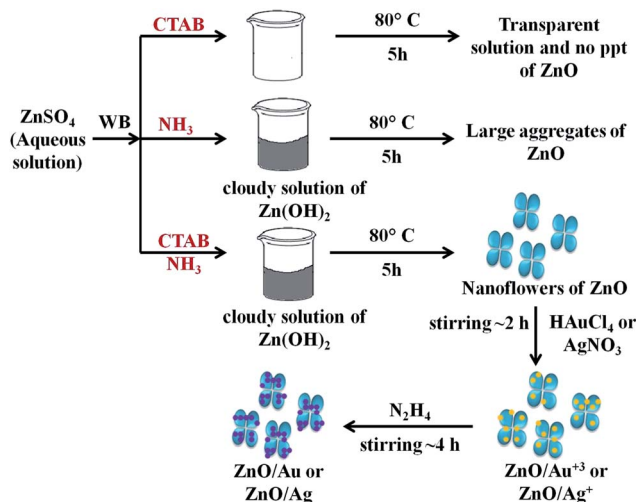 CTAB
80° C
5h
Transparent
solution and no ppt
of ZnO
ZnSO₄
(Aqueous
solution)
WB
NH₃
80° C
5h
Large aggregates of
ZnO
cloudy solution of
Zn(OH)₂
CTAB
NH₃
80° C
5h
Nanoflowers of ZnO
cloudy solution of
Zn(OH)₂
stirring ~2 h
HAuCl₄ or
AgNO₃
N₂H₄
stirring ~4 h
ZnO/Au or
ZnO/Ag
ZnO/Au⁺³ or
ZnO/Ag⁺